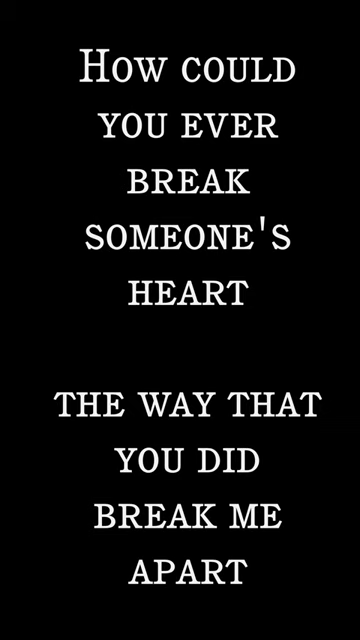 How could
you ever
break
someone's
heart
the way that
you did
break me
apart